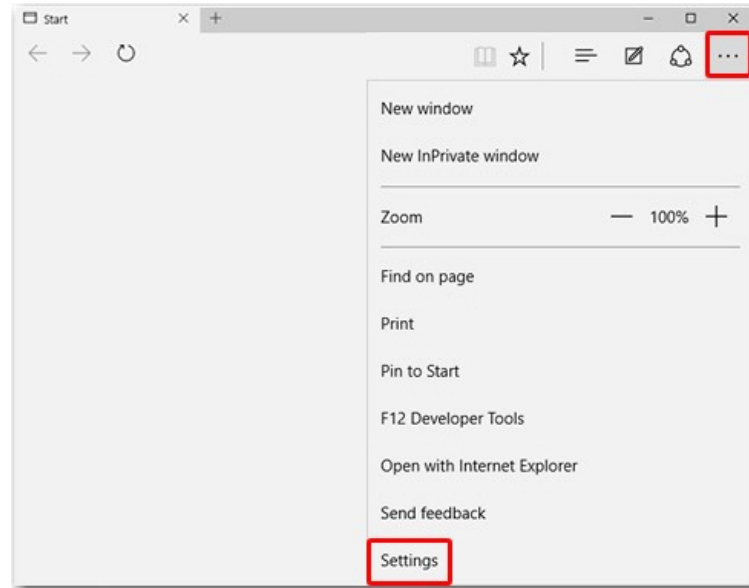 Start
New window
New InPrivate window
Zoom 100%
Find on page
Print
Pin to Start
F12 Developer Tools
Open with Internet Explorer
Send feedback
Settings